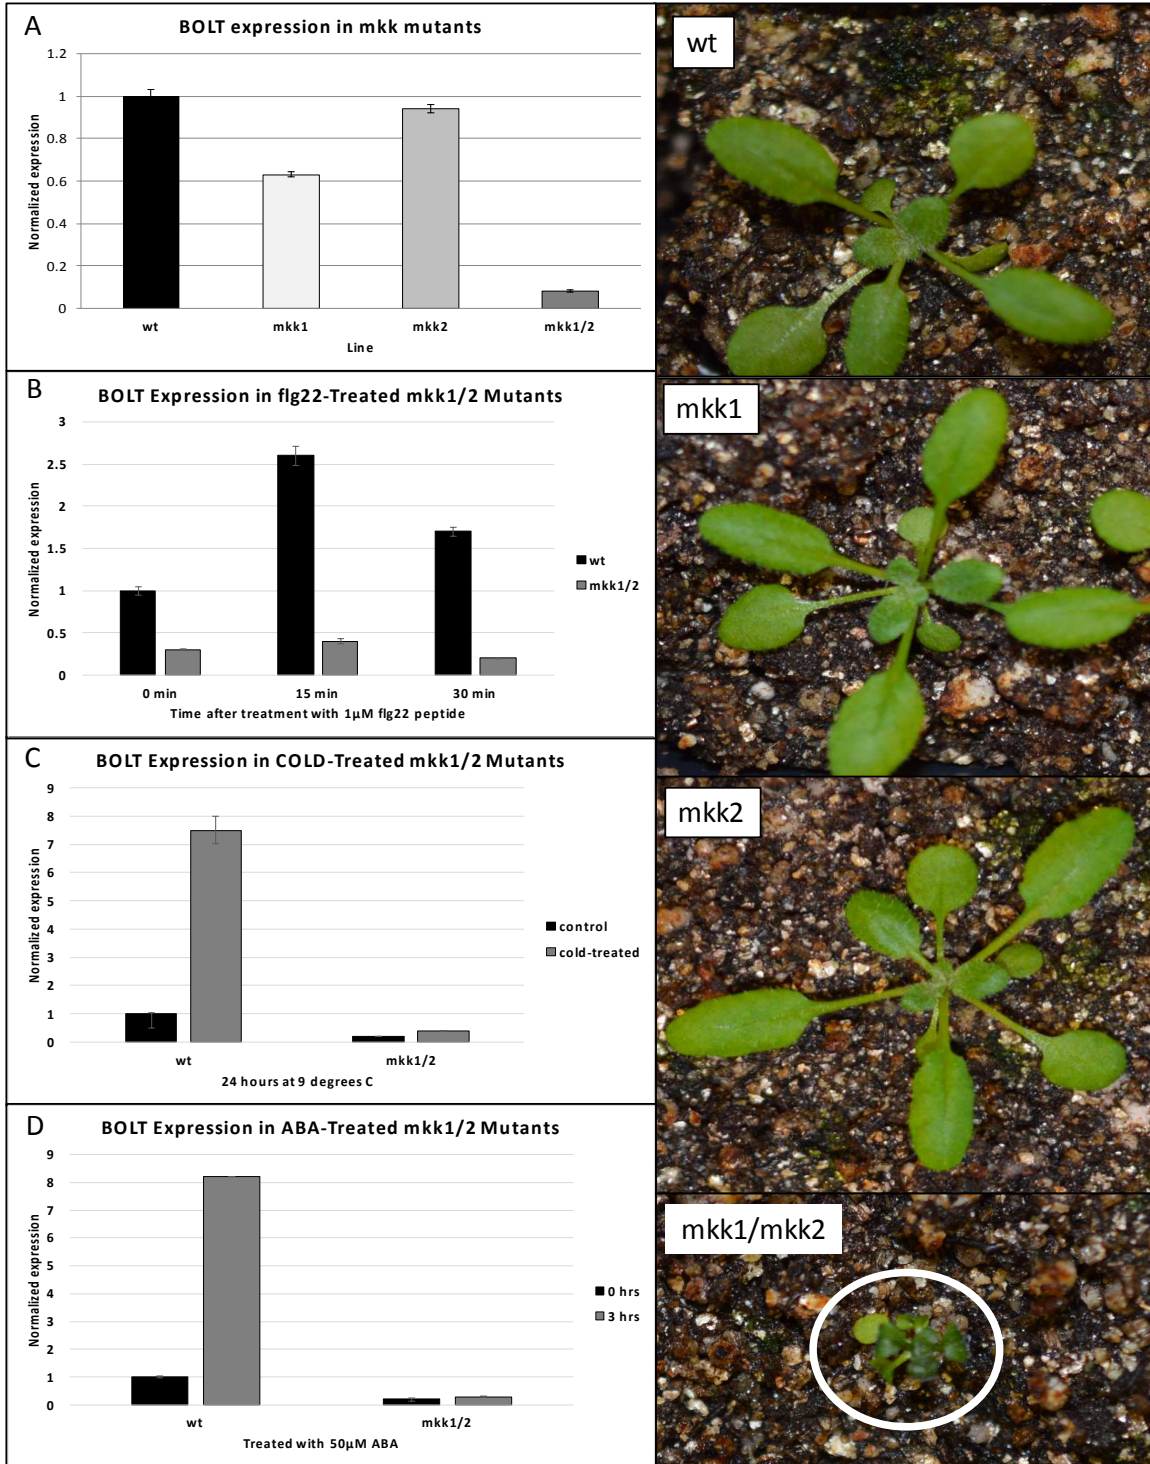 A
BOLT expression in mkk mutants
1.2
1
0.8
0.6
0.4
0.2
0
Normalized expression
wt mkk1 mkk2 mkk1/2
Line
B
BOLT Expression in flg22-Treated mkk1/2 Mutants
3
2.5
2
1.5
1
0.5
0
Normalized expression
wt
mkk1/2
0 min 15 min 30 min
Time after treatment with 1µM flg22 peptide
C
BOLT Expression in COLD-Treated mkk1/2 Mutants
9
8
7
6
5
4
3
2
1
0
Normalized expression
control
cold-treated
wt mkk1/2
24 hours at 9 degrees C
D
BOLT Expression in ABA-Treated mkk1/2 Mutants
9
8
7
6
5
4
3
2
1
0
Normalized expression
0 hrs
3 hrs
wt mkk1/2
Treated with 50µM ABA
wt
mkk1
mkk2
mkk1/mkk2